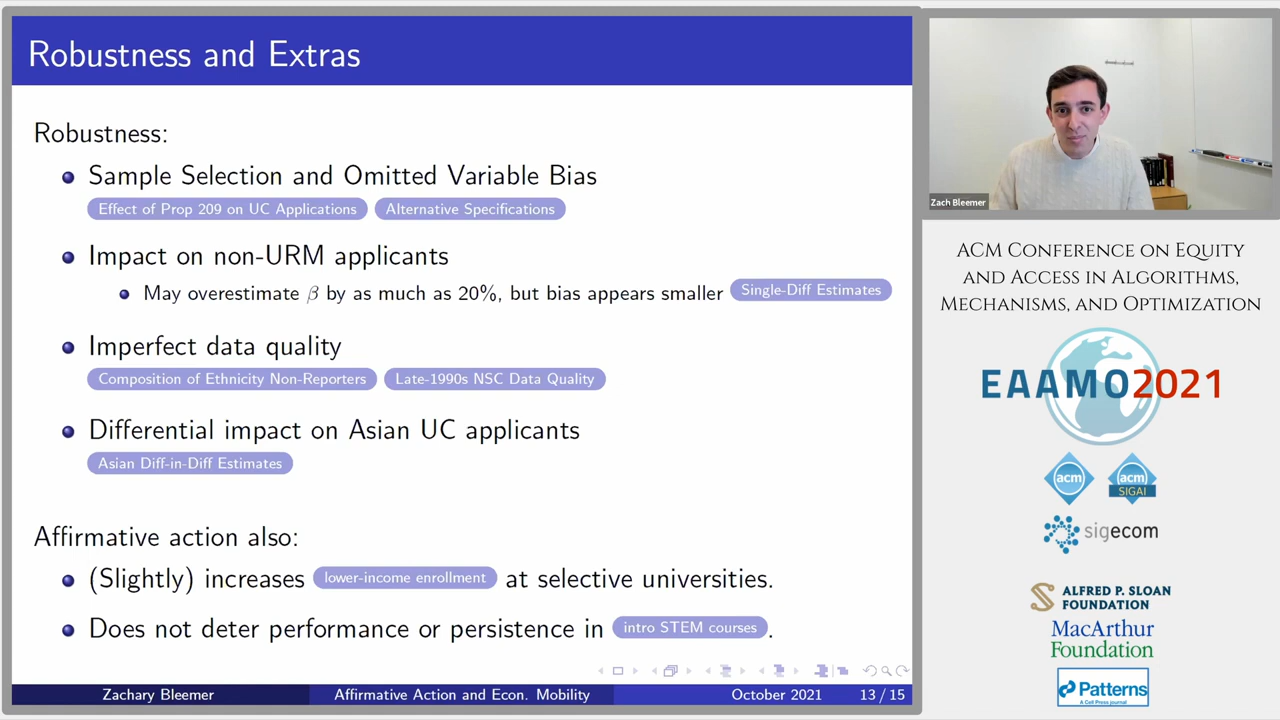 Robustness and Extras
Robustness:
Sample Selection and Omitted Variable Bias
Effect of Prop 209 on UC Applications Alternative Specifications
Impact on non-URM applicants
May overestimate β by as much as 20%, but bias appears smaller Single-Diff Estimates
Imperfect data quality
Composition of Ethnicity Non-Reporters Late-1990s NSC Data Quality
Differential impact on Asian UC applicants
Asian Diff-in-Diff Estimates
Affirmative action also:
(Slightly) increases lower-income enrollment at selective universities.
Does not deter performance or persistence in intro STEM courses.
Zachary Bleemer Affirmative Action and Econ. Mobility October 2021 13 / 15
Zach Bleemer
ACM Conference on Equity
and Access in Algorithms,
Mechanisms, and Optimization
EAAMO2021
acm acm
SIGAI
sigecom
ALFRED P. SLOAN
FOUNDATION
MacArthur
Foundation
Patterns
A Cell Press journal